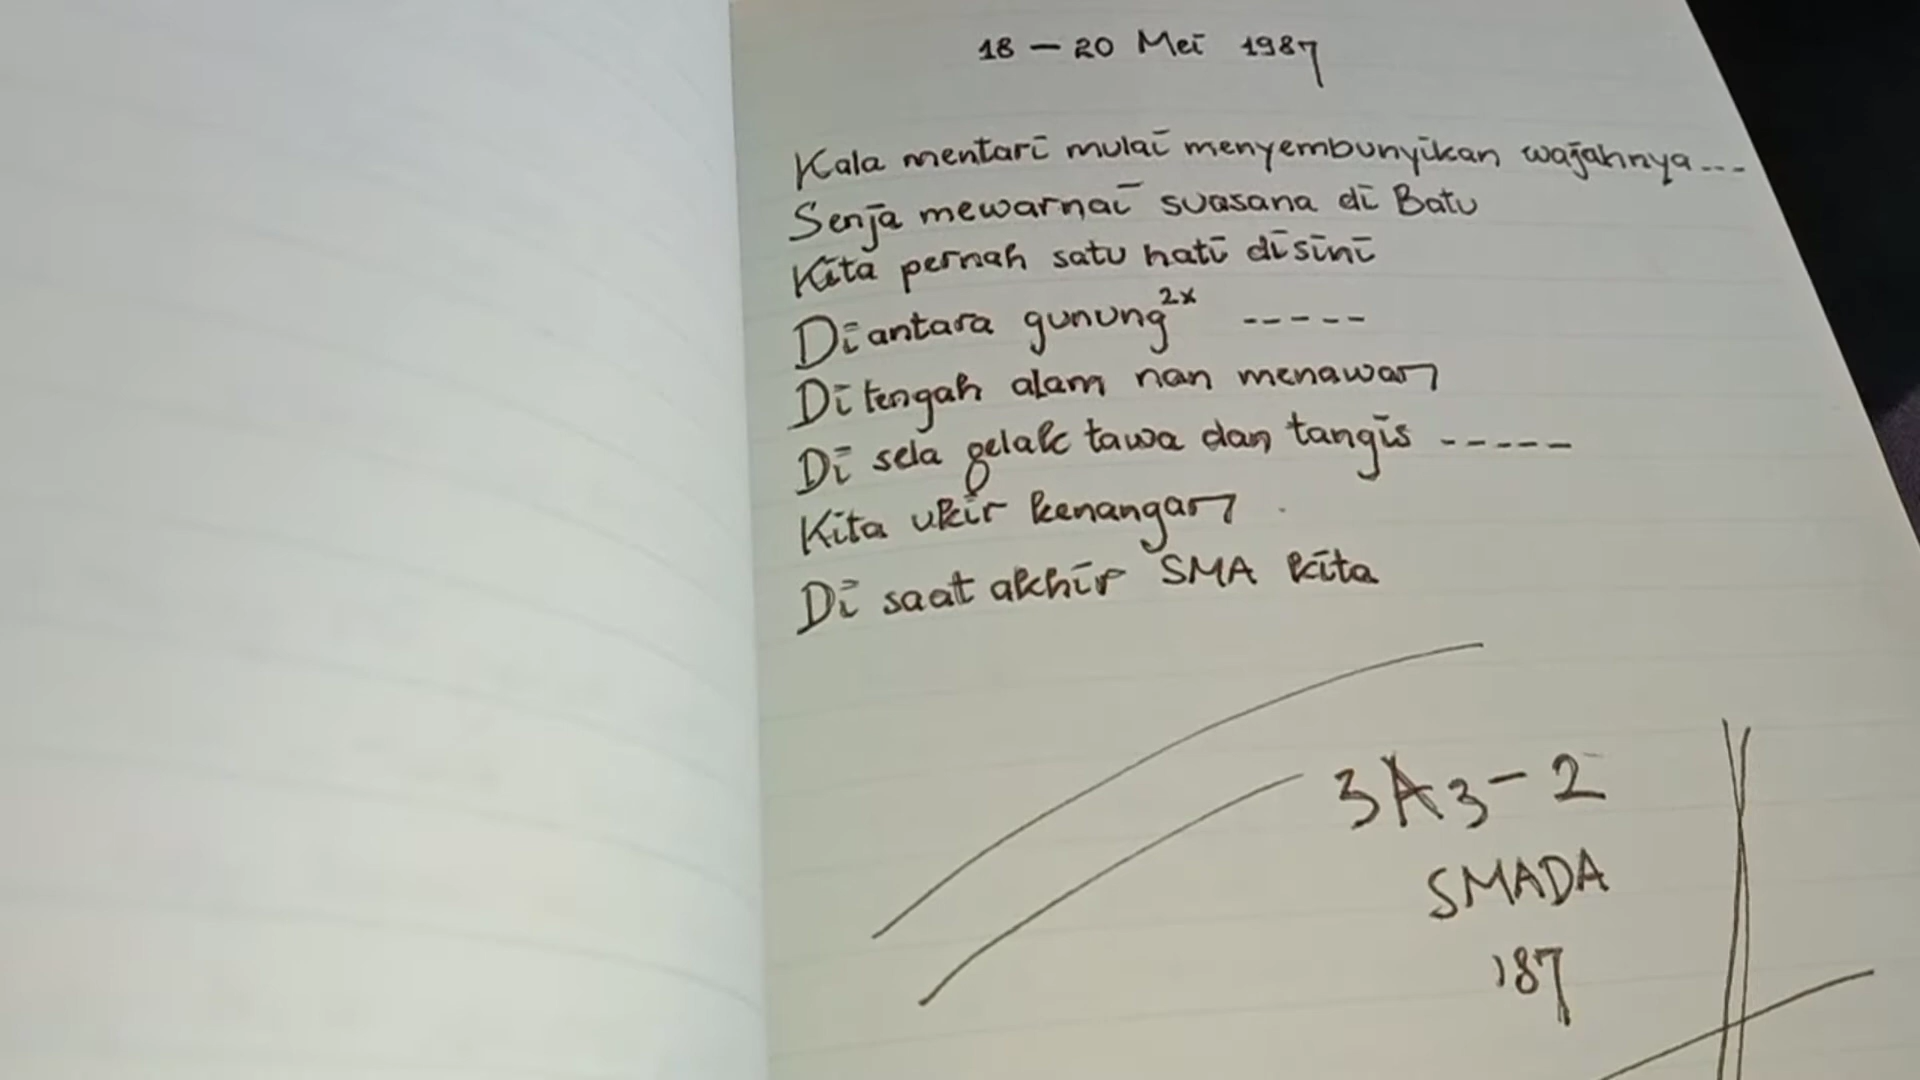 18 - 20 Mei 1987
Kala mentari mulai menyembunyikan wajahnya...
Senja mewarnai suasana di Batu
Kita pernah satu hati disini
Diantara gunung 2x -----
Di tengah alam nan menawan
Di sela gelak tawa dan tangis -----
Kita ukir kenangan
Di saat akhir SMA kita
3A3-2
SMADA
'87